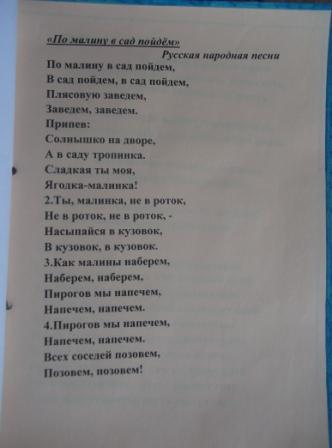 «По малину в сад пойдём»
Русская народная песни
По малину в сад пойдем,
В сад пойдем, в сад пойдем,
Плясовую заведем,
Заведем, заведем.
Припев:
Солнышко на дворе,
А в саду тропинка.
Сладкая ты моя,
Ягодка-малинка!
2.Ты, малинка, не в роток,
Не в роток, не в роток, -
Насыпайся в кузовок,
В кузовок, в кузовок.
3.Как малины наберем,
Наберем, наберем,
Пирогов мы напечем,
Напечем, напечем.
4.Пирогов мы напечем,
Напечем, напечем.
Всех соседей позовем,
Позовем, позовем!